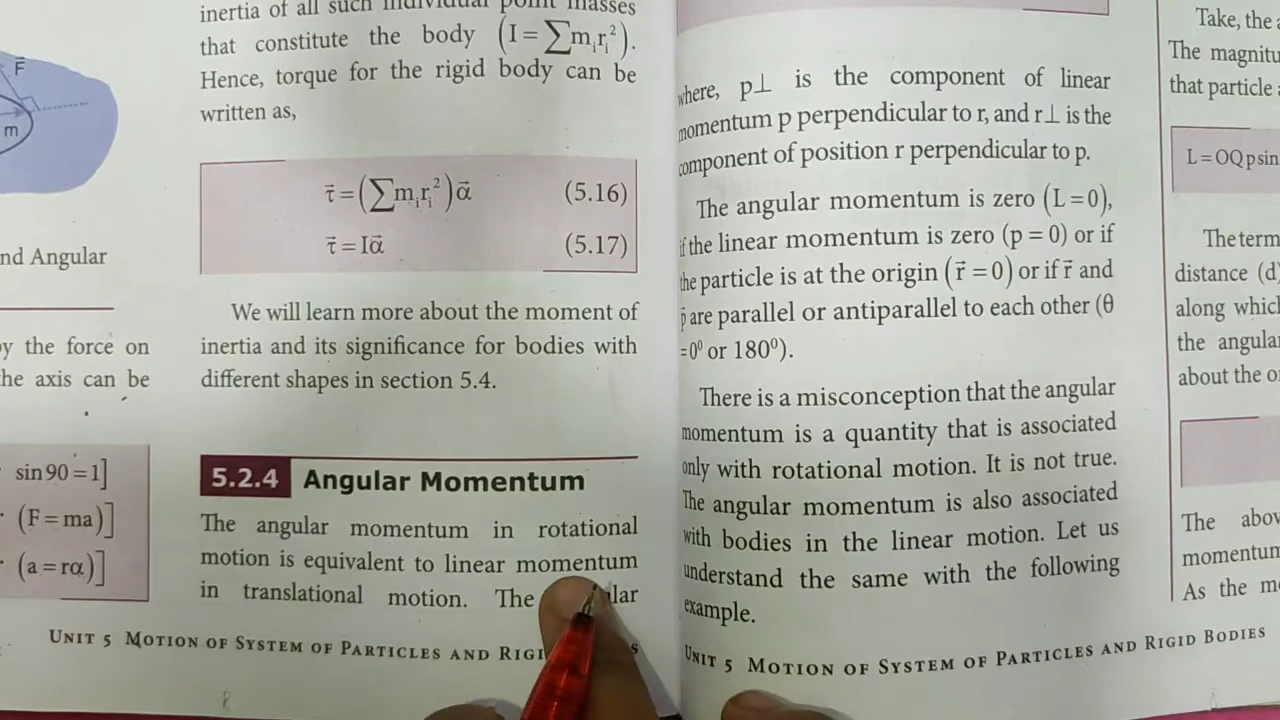 F⃗
m
nd Angular
y the force on
he axis can be
sin 90 = 1]
(F = ma)]
(a = rα)]
inertia of all such individual point masses
that constitute the body (I = ∑mᵢrᵢ²).
Hence, torque for the rigid body can be
written as,
τ⃗ = (∑mᵢrᵢ²)α⃗ (5.16)
τ⃗ = Iα⃗ (5.17)
We will learn more about the moment of
inertia and its significance for bodies with
different shapes in section 5.4.
5.2.4 Angular Momentum
The angular momentum in rotational
motion is equivalent to linear momentum
in translational motion. The lar
UNIT 5 MOTION OF SYSTEM OF PARTICLES AND RIGI S
where, p⊥ is the component of linear
momentum p perpendicular to r, and r⊥ is the
component of position r perpendicular to p.
The angular momentum is zero (L = 0),
if the linear momentum is zero (p = 0) or if
the particle is at the origin (r⃗ = 0) or if r⃗ and
p⃗ are parallel or antiparallel to each other (θ
=0⁰ or 180⁰).
There is a misconception that the angular
momentum is a quantity that is associated
only with rotational motion. It is not true.
The angular momentum is also associated
with bodies in the linear motion. Let us
understand the same with the following
example.
UNIT 5 MOTION OF SYSTEM OF PARTICLES AND RIGID BODIES
Take, the
The magnitu
that particle
L = OQ p sin
The term
distance (d)
along which
the angular
about the o
The abov
momentum
As the m